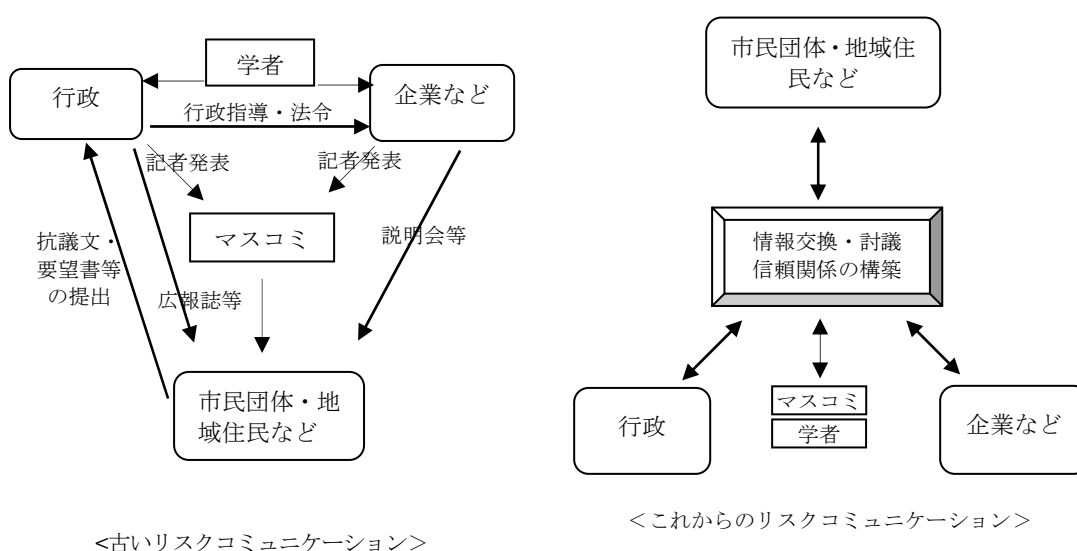 学者
行政
企業など
行政指導・法令
記者発表
記者発表
マスコミ
抗議文・
要望書等
の提出
説明会等
広報誌等
市民団体・地
域住民など
<古いリスクコミュニケーション＞
市民団体・地域住
民など
情報交換・討議
信頼関係の構築
行政
マスコミ
学者
企業など
＜これからのリスクコミュニケーション＞